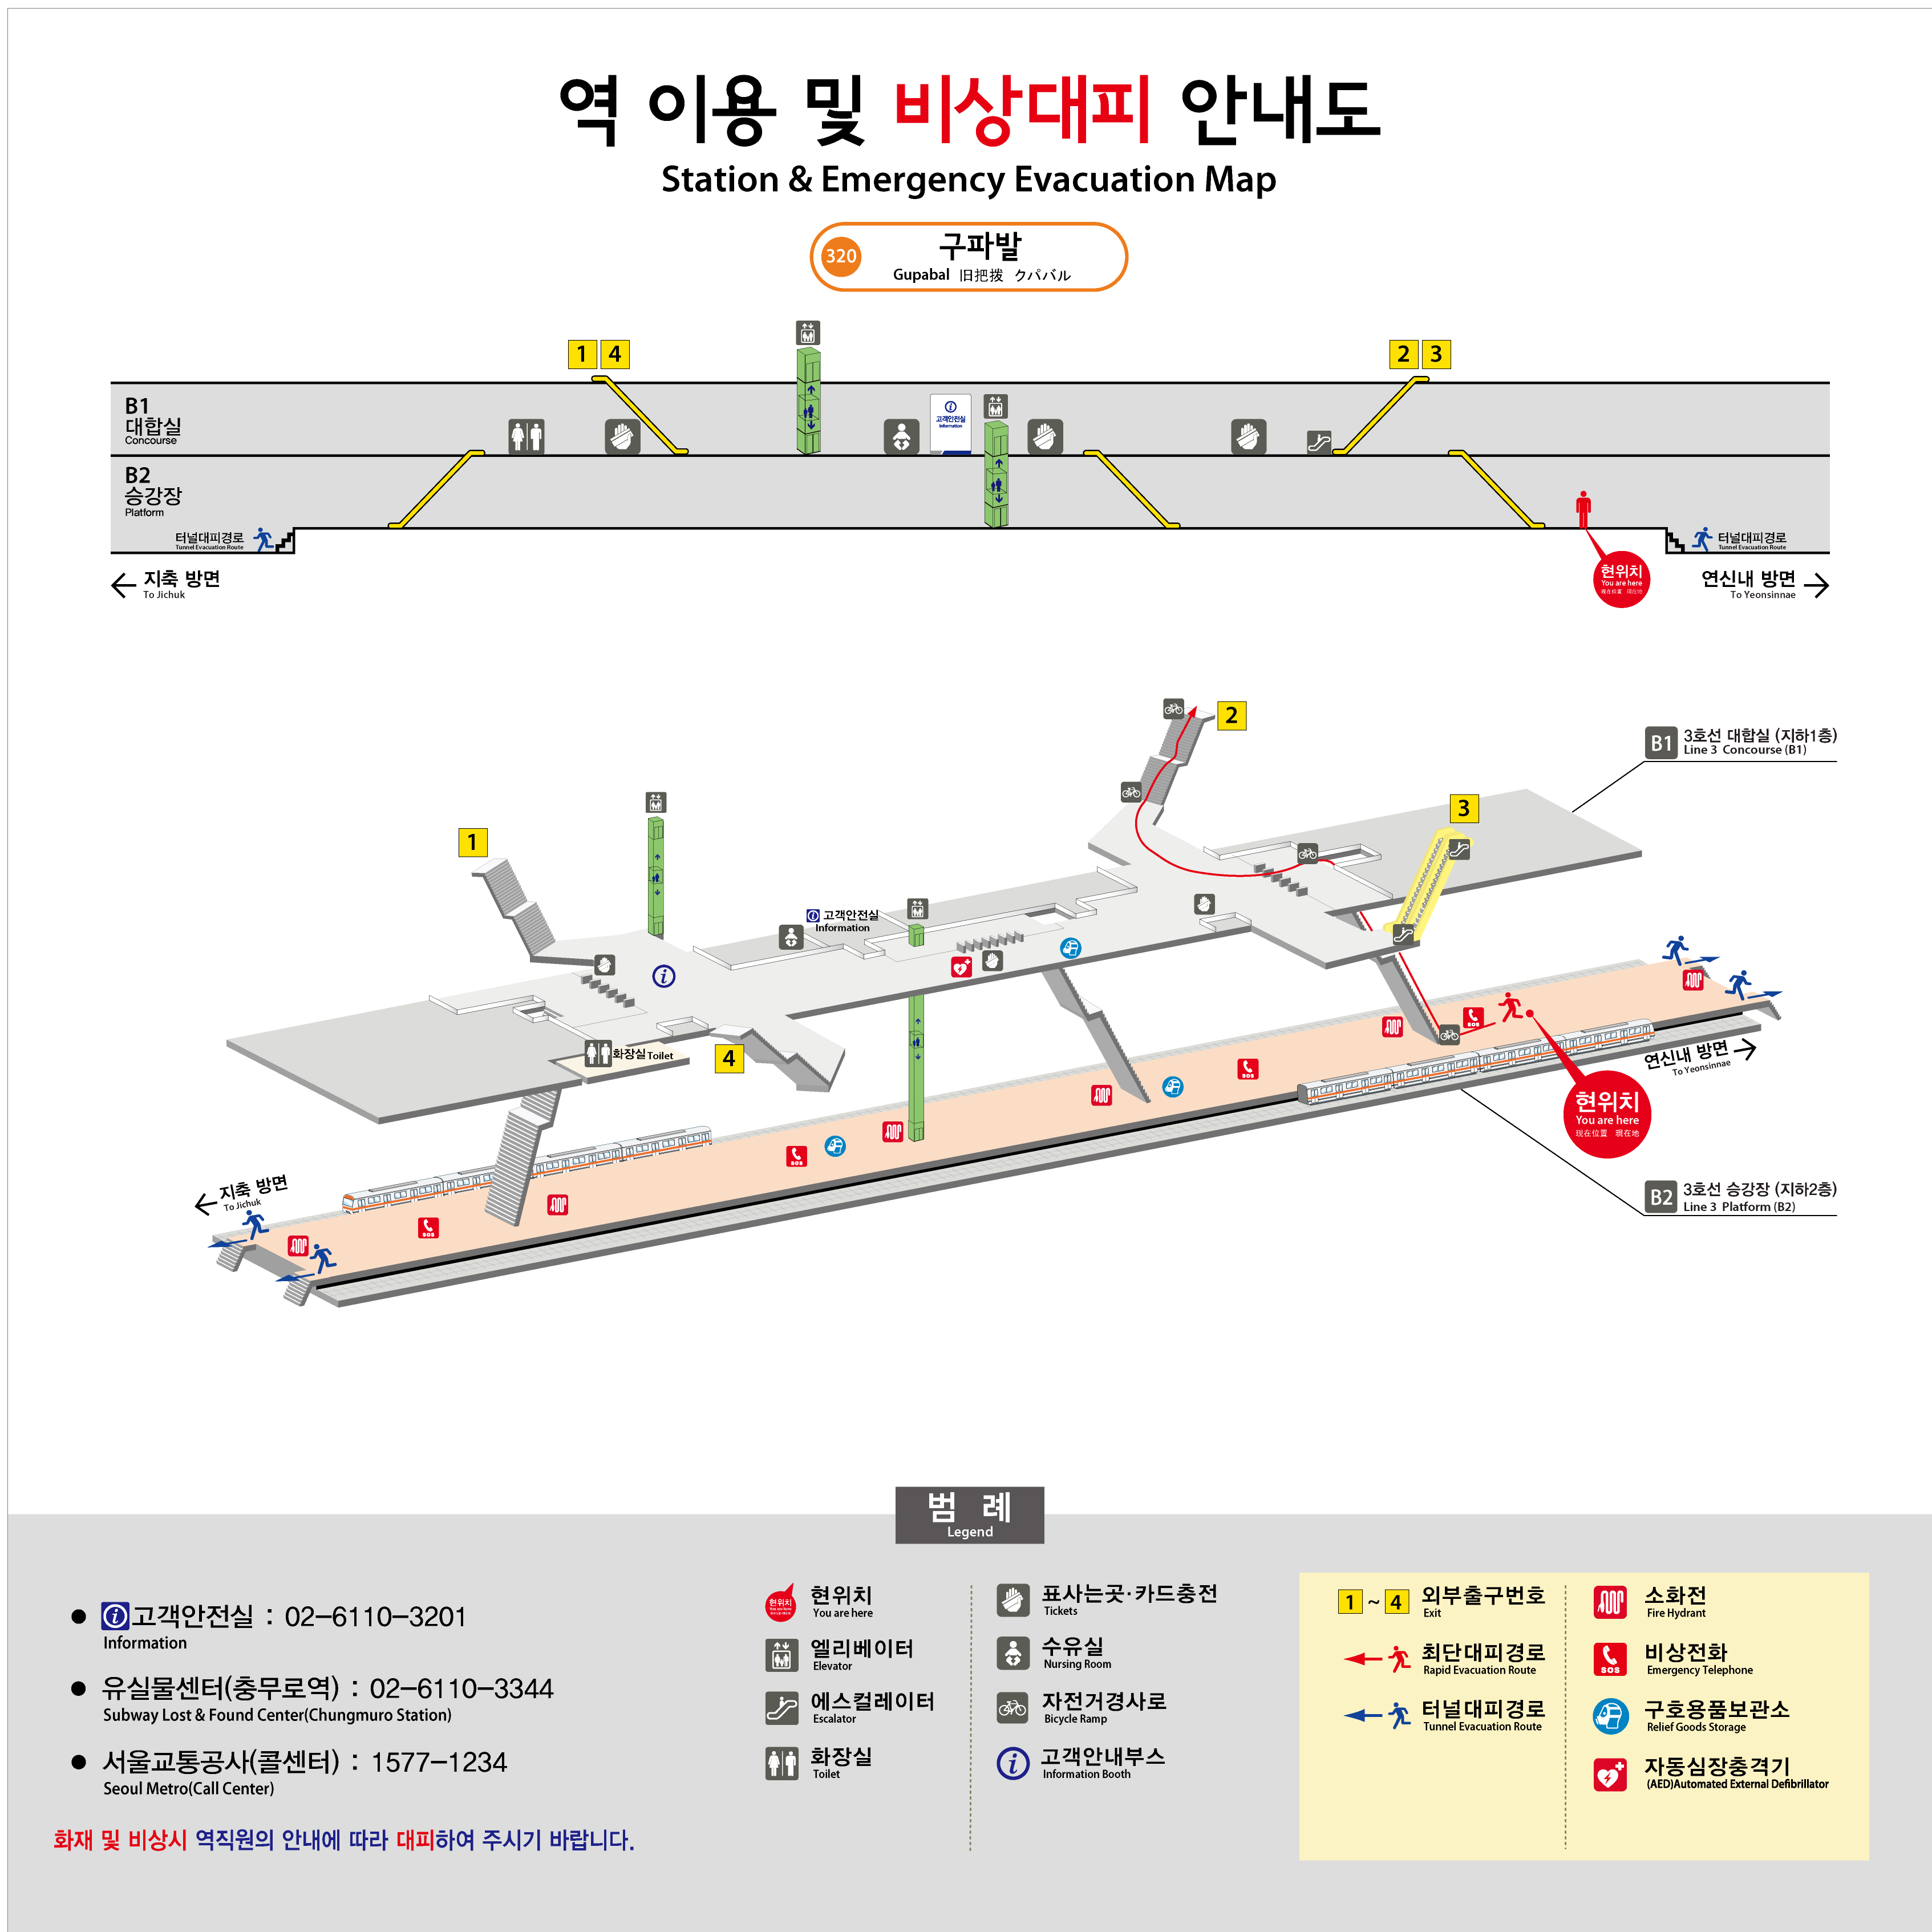 역 이용 및 비상대피 안내도
Station & Emergency Evacuation Map
320
구파발
Gupabal 旧把拨 クパバル
1 4
2 3
B1
대합실
Concourse
고객안전실
Information
B2
승강장
Platform
터널대피경로
Tunnel Evacuation Route
터널대피경로
Tunnel Evacuation Route
지축 방면
To Jichuk
현위치
You are here
现在位置 現在地
연신내 방면
To Yeonsinnae
2
B1
3호선 대합실 (지하1층)
Line 3 Concourse (B1)
3
1
고객안전실
Information
화장실 Toilet
4
SOS
SOS
SOS
SOS
연신내 방면
To Yeonsinnae
현위치
You are here
现在位置 現在地
지축 방면
To Jichuk
B2
3호선 승강장 (지하2층)
Line 3 Platform (B2)
범 례
Legend
고객안전실 : 02-6110-3201
Information
유실물센터(충무로역) : 02-6110-3344
Subway Lost & Found Center(Chungmuro Station)
서울교통공사(콜센터) : 1577-1234
Seoul Metro(Call Center)
화재 및 비상시 역직원의 안내에 따라 대피하여 주시기 바랍니다.
현위치
You are here
엘리베이터
Elevator
에스컬레이터
Escalator
화장실
Toilet
표사는곳·카드충전
Tickets
수유실
Nursing Room
자전거경사로
Bicycle Ramp
고객안내부스
Information Booth
1 ~ 4 외부출구번호
Exit
최단대피경로
Rapid Evacuation Route
터널대피경로
Tunnel Evacuation Route
소화전
Fire Hydrant
SOS
비상전화
Emergency Telephone
구호용품보관소
Relief Goods Storage
자동심장충격기
(AED)Automated External Defibrillator